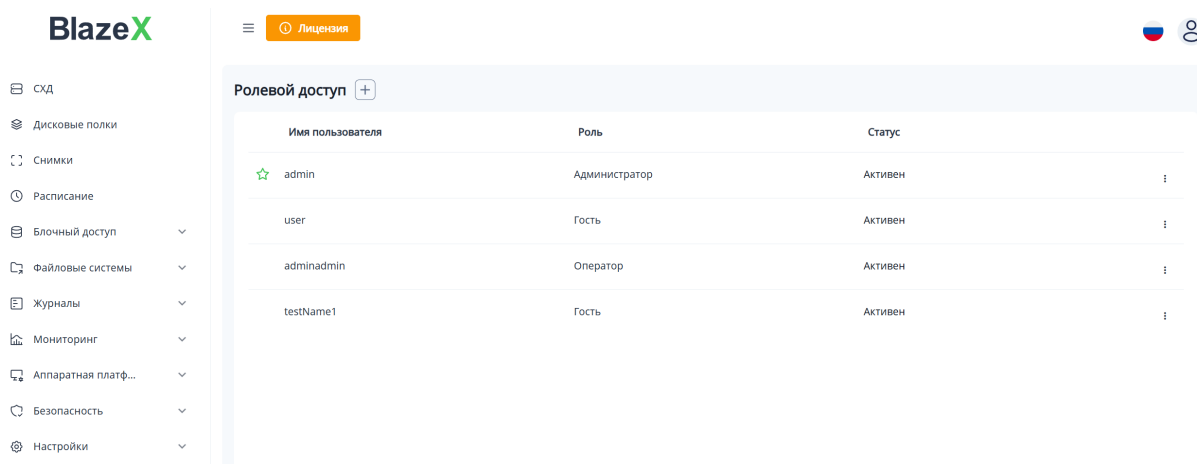 BlazeX
Лицензия
СХД
Дисковые полки
Снимки
Расписание
Блочный доступ
Файловые системы
Журналы
Мониторинг
Аппаратная платф...
Безопасность
Настройки
Ролевой доступ
Имя пользователя Роль Статус
admin Администратор Активен
user Гость Активен
adminadmin Оператор Активен
testName1 Гость Активен